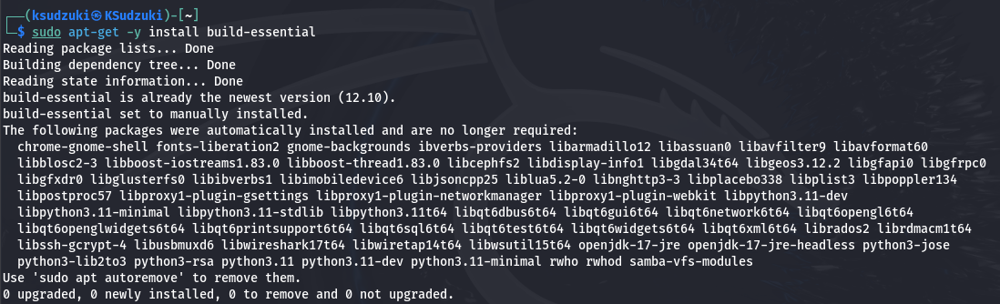 ┌──(ksudzuki㉿KSudzuki)-[~]
└─$ sudo apt-get -y install build-essential
Reading package lists... Done
Building dependency tree... Done
Reading state information... Done
build-essential is already the newest version (12.10).
build-essential set to manually installed.
The following packages were automatically installed and are no longer required:
  chrome-gnome-shell fonts-liberation2 gnome-backgrounds ibverbs-providers libarmadillo12 libassuan0 libavfilter9 libavformat60
  libblosc2-3 libboost-iostreams1.83.0 libboost-thread1.83.0 libcephfs2 libdisplay-info1 libgdal34t64 libgeos3.12.2 libgfapi0 libgfrpc0
  libgfxdr0 libglusterfs0 libibverbs1 libimobiledevice6 libjsoncpp25 liblua5.2-0 libnghttp3-3 libplacebo338 libplist3 libpoppler134
  libpostproc57 libproxy1-plugin-gsettings libproxy1-plugin-networkmanager libproxy1-plugin-webkit libpython3.11-dev
  libpython3.11-minimal libpython3.11-stdlib libpython3.11t64 libqt6dbus6t64 libqt6gui6t64 libqt6network6t64 libqt6opengl6t64
  libqt6openglwidgets6t64 libqt6printsupport6t64 libqt6sql6t64 libqt6test6t64 libqt6widgets6t64 libqt6xml6t64 librados2 librdmacm1t64
  libssh-gcrypt-4 libusbmuxd6 libwireshark17t64 libwiretap14t64 libwsutil15t64 openjdk-17-jre openjdk-17-jre-headless python3-jose
  python3-lib2to3 python3-rsa python3.11 python3.11-dev python3.11-minimal rwho rwhod samba-vfs-modules
Use 'sudo apt autoremove' to remove them.
0 upgraded, 0 newly installed, 0 to remove and 0 not upgraded.